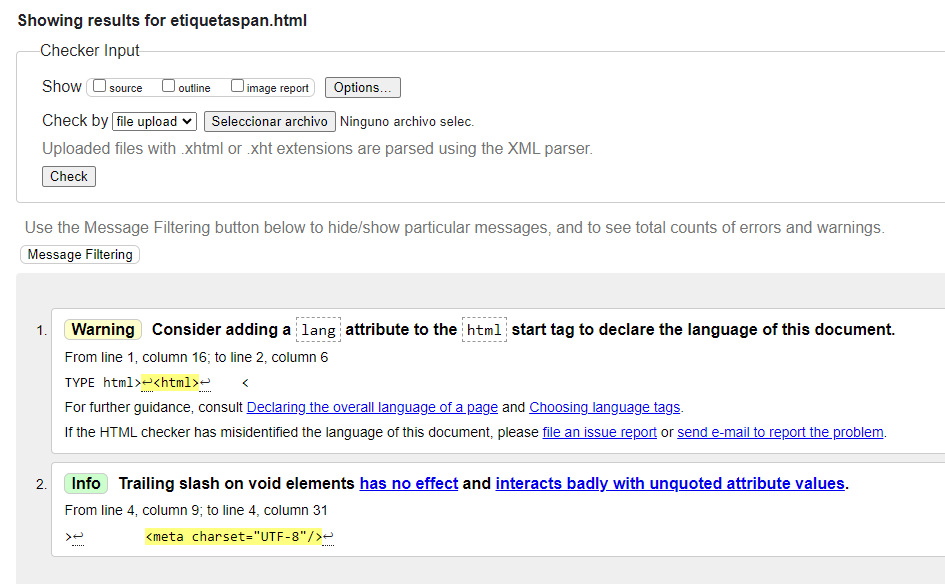 Showing results for etiquetaspan.html
Checker Input
Show source outline image report Options...
Check by file upload Seleccionar archivo Ninguno archivo selec.
Uploaded files with .xhtml or .xht extensions are parsed using the XML parser.
Check
Use the Message Filtering button below to hide/show particular messages, and to see total counts of errors and warnings.
Message Filtering
1. Warning Consider adding a lang attribute to the html start tag to declare the language of this document.
From line 1, column 16; to line 2, column 6
TYPE html>↩<html>↩ <
For further guidance, consult Declaring the overall language of a page and Choosing language tags.
If the HTML checker has misidentified the language of this document, please file an issue report or send e-mail to report the problem.
2. Info Trailing slash on void elements has no effect and interacts badly with unquoted attribute values.
From line 4, column 9; to line 4, column 31
>↩ <meta charset="UTF-8"/>↩